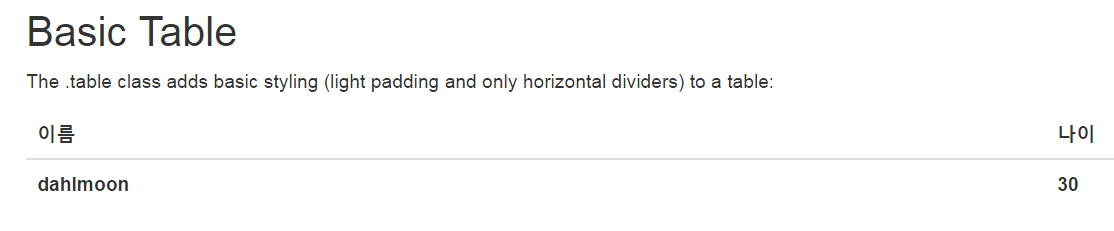 Basic Table
The .table class adds basic styling (light padding and only horizontal dividers) to a table:
이름 나이
dahlmoon 30